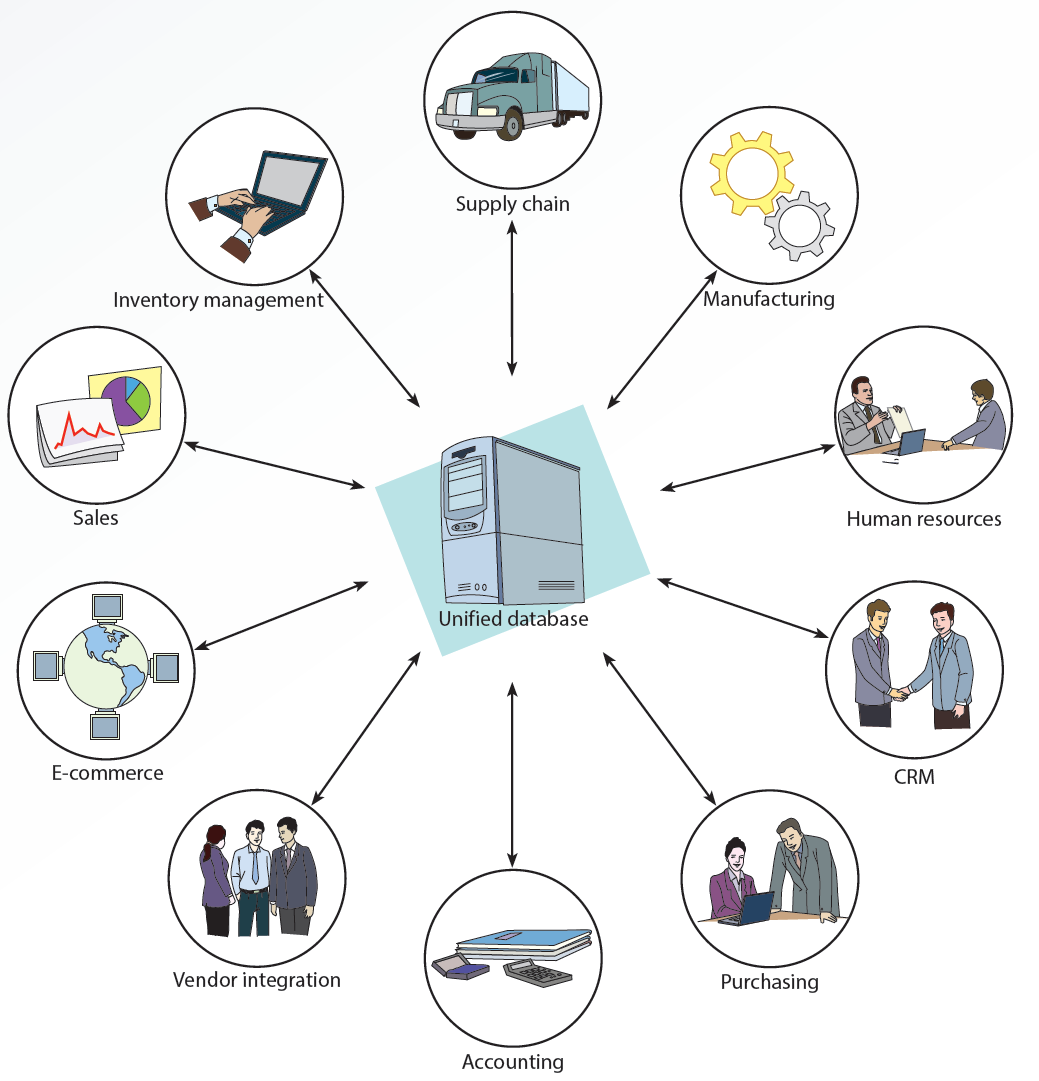 Supply chain
Inventory management
Manufacturing
Sales
Human resources
Unified database
E-commerce
CRM
Vendor integration
Purchasing
Accounting